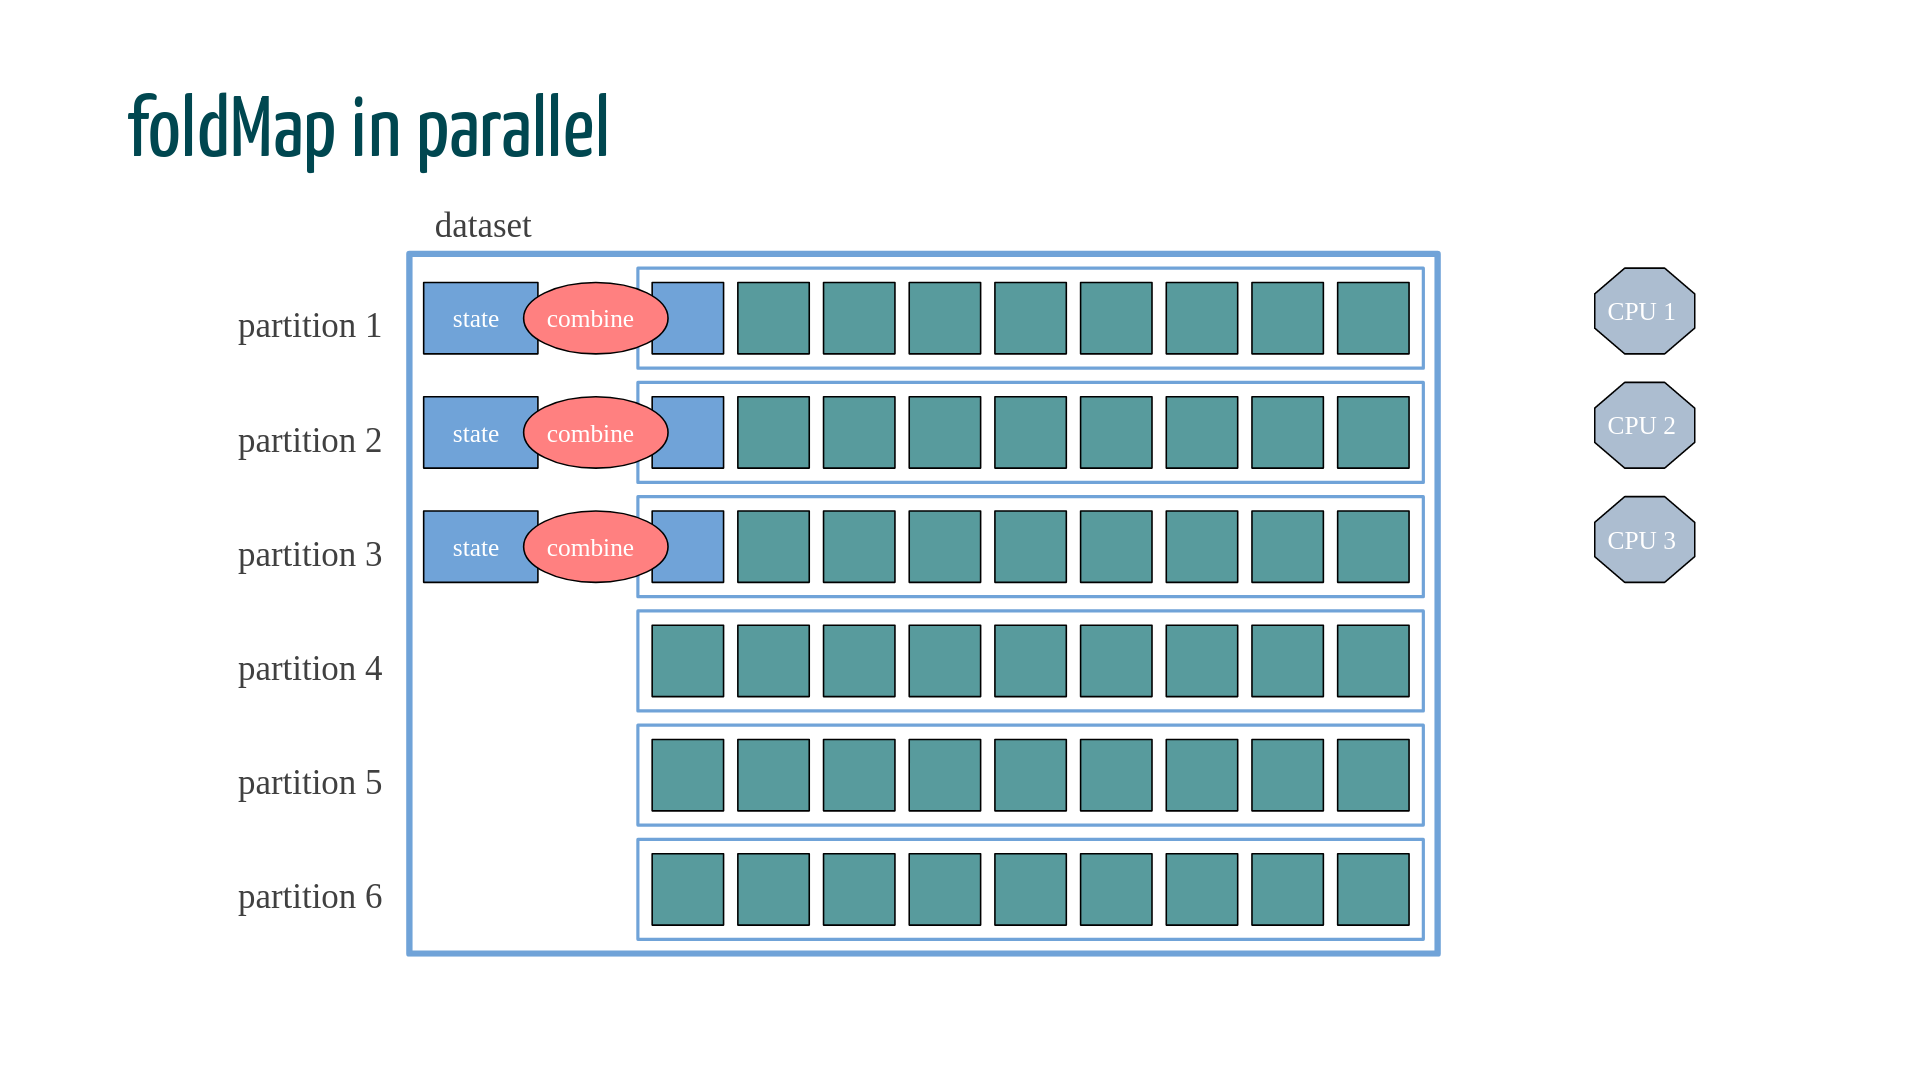 foldMap in parallel
dataset
partition 1
state
combine
CPU 1
partition 2
state
combine
CPU 2
partition 3
state
combine
CPU 3
partition 4
partition 5
partition 6